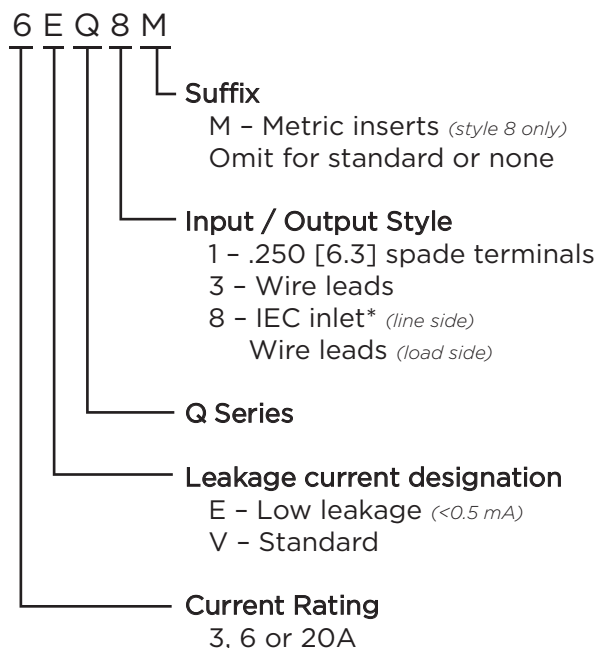 6 E Q 8 M
Suffix
M – Metric inserts (style 8 only)
Omit for standard or none
Input / Output Style
1 – .250 [6.3] spade terminals
3 – Wire leads
8 – IEC inlet* (line side)
Wire leads (load side)
Q Series
Leakage current designation
E – Low leakage (<0.5 mA)
V – Standard
Current Rating
3, 6 or 20A